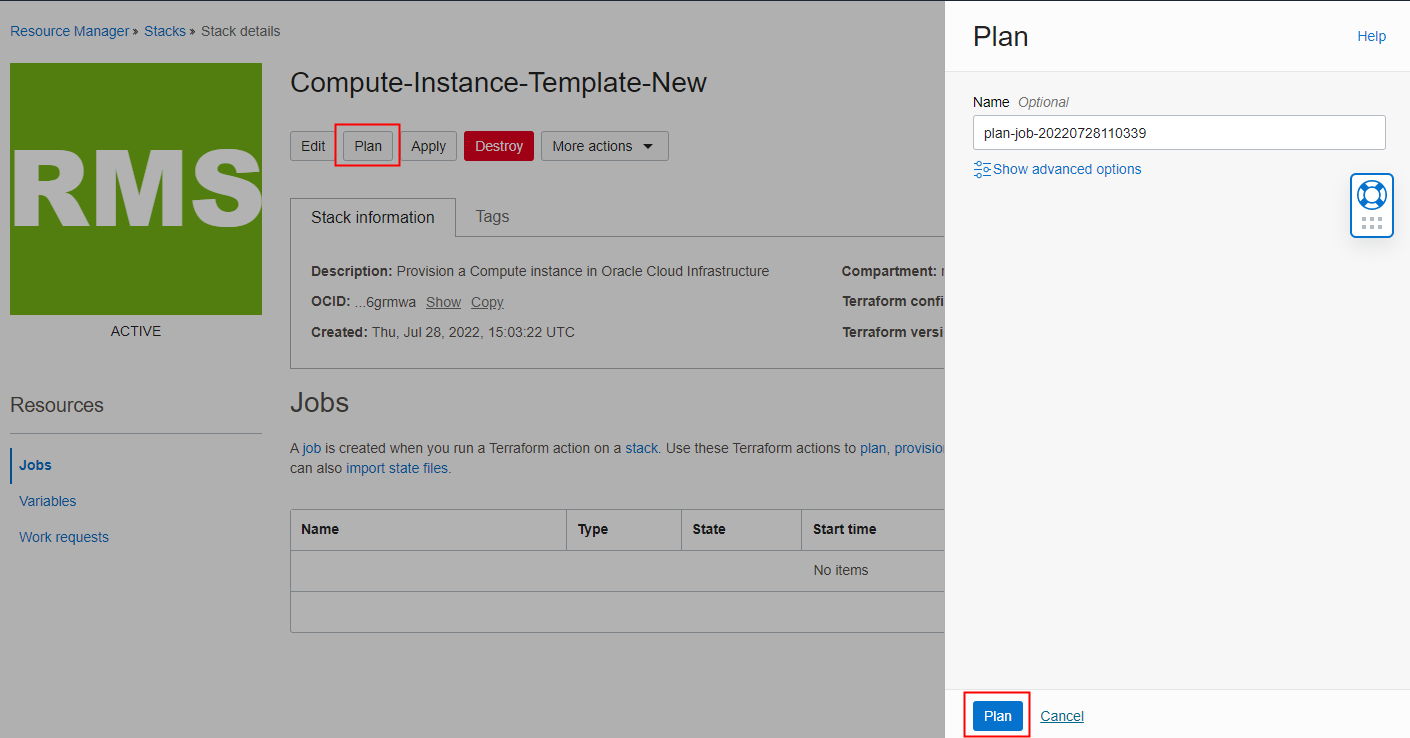 Resource Manager » Stacks » Stack details
RMS
ACTIVE
Resources
Jobs
Variables
Work requests
Compute-Instance-Template-New
Edit Plan Apply Destroy More actions
Stack information Tags
Description: Provision a Compute instance in Oracle Cloud Infrastructure Compartment:
OCID: ...6grmwa Show Copy Terraform confi
Created: Thu, Jul 28, 2022, 15:03:22 UTC Terraform versi
Jobs
A job is created when you run a Terraform action on a stack. Use these Terraform actions to plan, provisio
can also import state files.
Name Type State Start time
No items
Plan Help
Name Optional
plan-job-20220728110339
Show advanced options
Plan Cancel